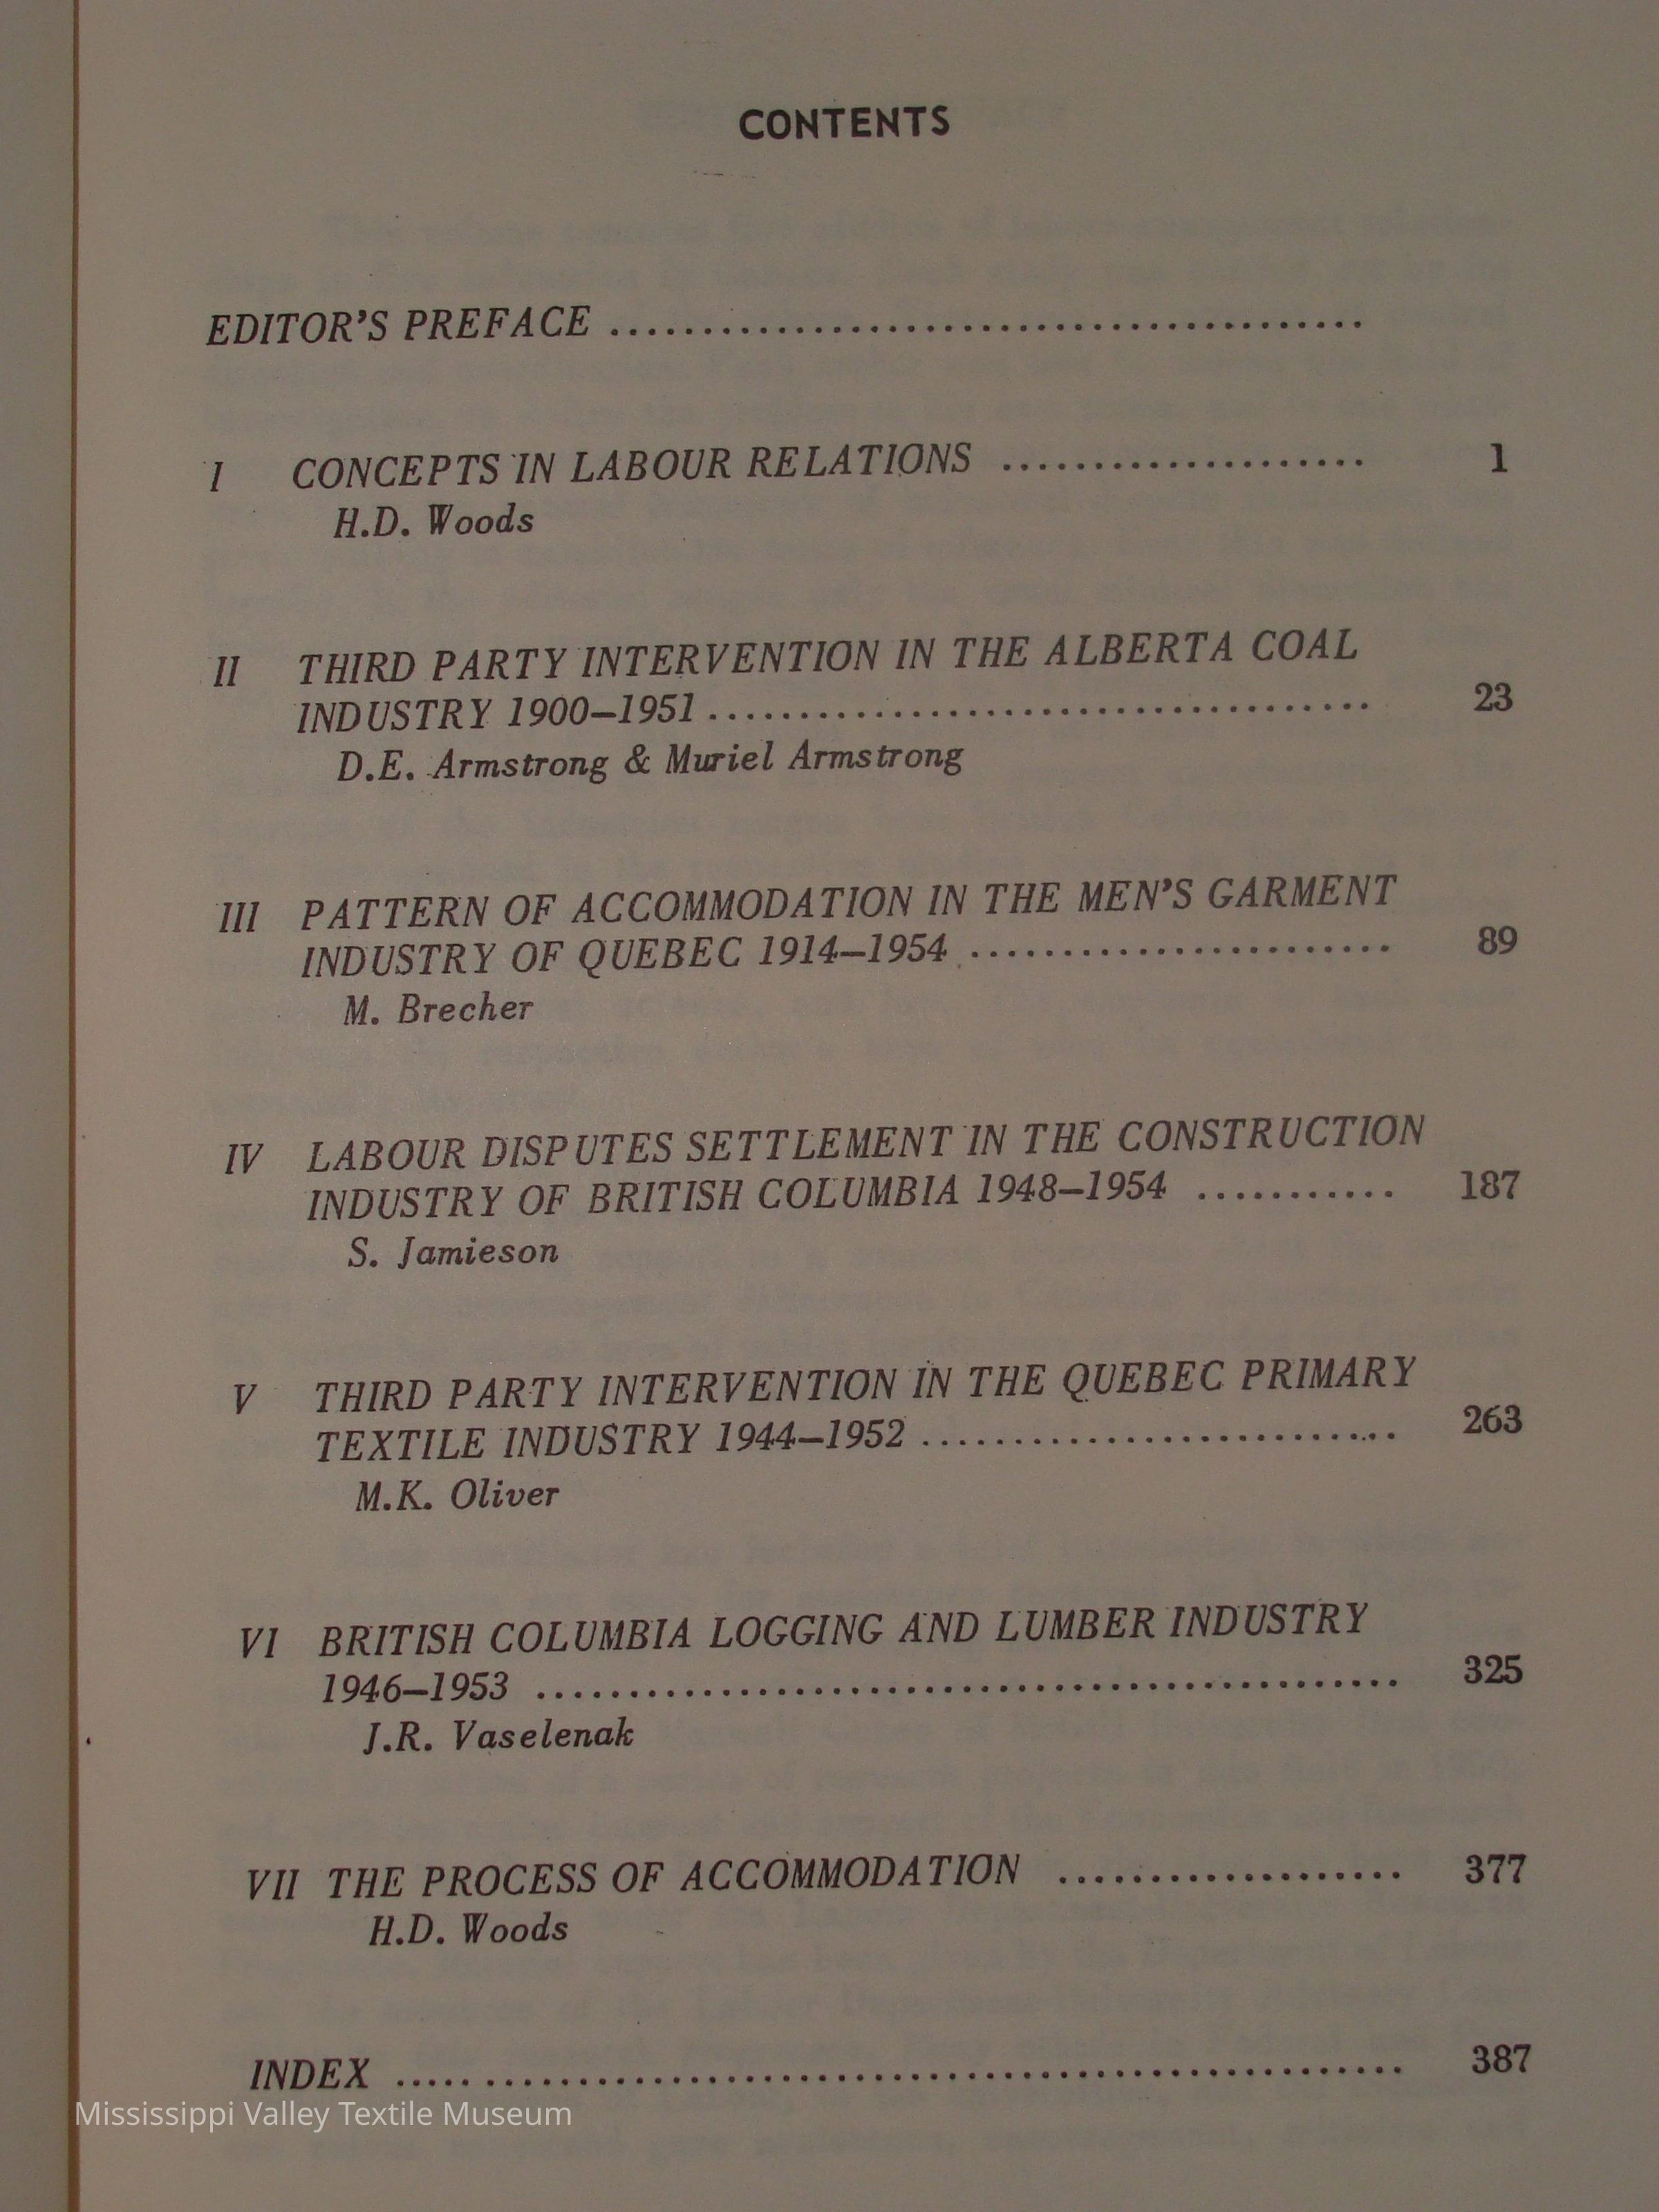 CONTENTS
EDITOR'S PREFACE ..........................................
I CONCEPTS IN LABOUR RELATIONS .................... 1
H.D. Woods
II THIRD PARTY INTERVENTION IN THE ALBERTA COAL
INDUSTRY 1900–1951 ..................................... 23
D.E. Armstrong & Muriel Armstrong
III PATTERN OF ACCOMMODATION IN THE MEN'S GARMENT
INDUSTRY OF QUEBEC 1914–1954 ........................ 89
M. Brecher
IV LABOUR DISPUTES SETTLEMENT IN THE CONSTRUCTION
INDUSTRY OF BRITISH COLUMBIA 1948–1954 ........... 187
S. Jamieson
V THIRD PARTY INTERVENTION IN THE QUEBEC PRIMARY
TEXTILE INDUSTRY 1944–1952 ........................... 263
M.K. Oliver
VI BRITISH COLUMBIA LOGGING AND LUMBER INDUSTRY
1946–1953 ................................................ 325
J.R. Vaselenak
VII THE PROCESS OF ACCOMMODATION ................... 377
H.D. Woods
INDEX ........................................................ 387
Mississippi Valley Textile Museum